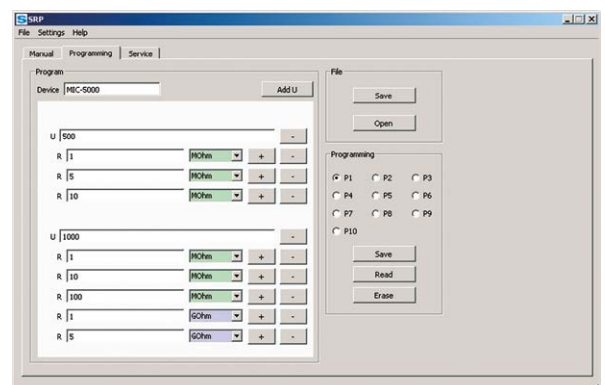 SRP
File Settings Help
Manual Programming Service
Program
Device MIC-5000 Add U
U 500 -
R 1 MOhm + -
R 5 MOhm + -
R 10 MOhm + -
U 1000 -
R 1 MOhm + -
R 10 MOhm + -
R 100 MOhm + -
R 1 GOhm + -
R 5 GOhm + -
File
Save
Open
Programming
P1 P2 P3
P4 P5 P6
P7 P8 P9
P10
Save
Read
Erase